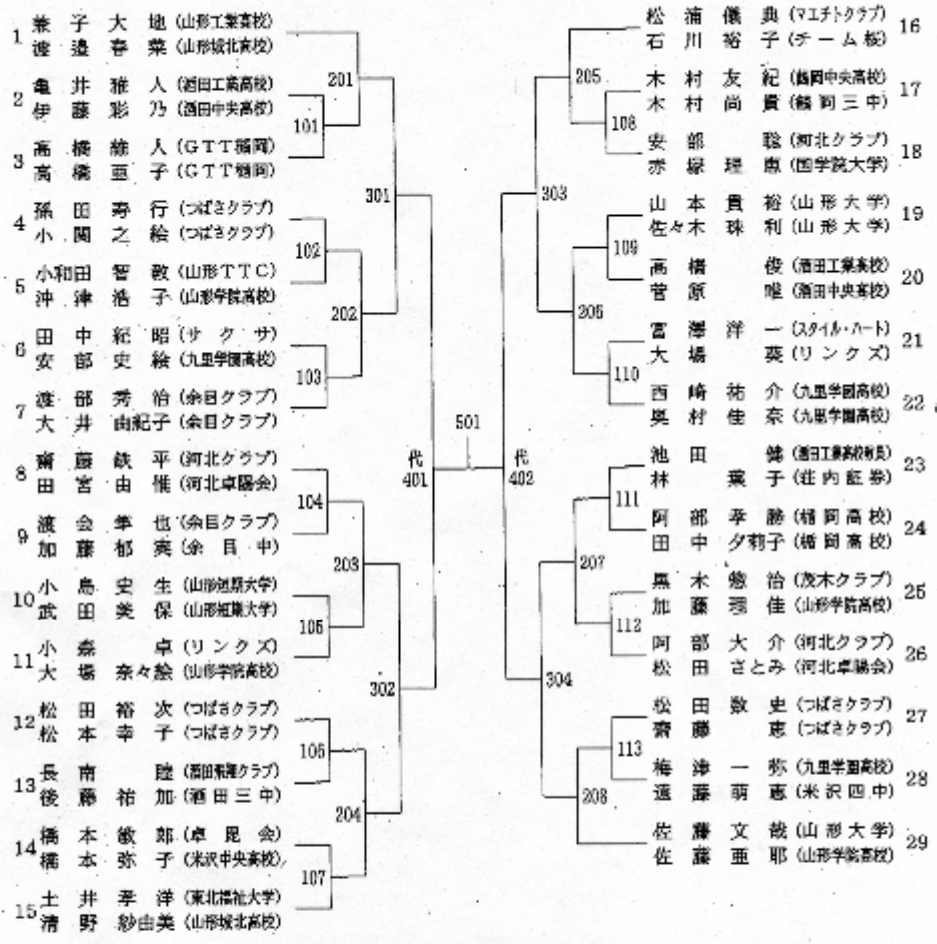 1 兼子大地 (山形工業高校)
渡邉春菜 (山形城北高校)
2 亀井雅人 (酒田工業高校)
伊藤彩乃 (酒田中央高校)
3 高橋 人 (GTT楯岡)
高橋亜子 (GTT楯岡)
4 孫田寿行 (つばさクラブ)
小関之絵 (つばさクラブ)
5 小和田智敦 (山形TTC)
沖津浩子 (山形学院高校)
6 田中紀昭 (サクサ)
安部史絵 (九里学園高校)
7 渡部秀治 (余目クラブ)
大井由紀子 (余目クラブ)
8 齋藤鉄平 (河北クラブ)
田宮由惟 (河北卓陽会)
9 渡会隼也 (余目クラブ)
加藤郁美 (余目中)
10 小島史生 (山形短期大学)
武田美保 (山形短期大学)
11 小森卓 (リンクズ)
大場奈々絵 (山形学院高校)
12 松田裕次 (つばさクラブ)
松本幸子 (つばさクラブ)
13 長南睦 (酒田飛翔クラブ)
後藤祐加 (酒田三中)
14 橋本敏郎 (卓昆会)
橋本弥子 (米沢中央高校)
15 土井孝洋 (東北福祉大学)
清野紗由美 (山形城北高校)
101
102
103
104
105
106
107
201
202
203
204
301
302
代
401
501
代
402
303
304
205
206
207
208
108
109
110
111
112
113
松浦儀典 (マエチトクラブ) 16
石川裕子 (チーム桜)
木村友紀 (鶴岡中央高校) 17
木村尚貴 (鶴岡三中)
安部聡 (河北クラブ) 18
赤塚理恵 (国学院大学)
山本貴裕 (山形大学) 19
佐々木珠利 (山形大学)
高橋俊 (酒田工業高校) 20
菅原唯 (酒田中央高校)
富澤洋一 (スタイル・ハート) 21
大場葵 (リンクズ)
西崎祐介 (九里学園高校) 22
奥村佳奈 (九里学園高校)
池田健 (酒田工業高校教員) 23
林葉子 (荘内証券)
阿部孝勝 (楯岡高校) 24
田中夕莉子 (楯岡高校)
黒木惣治 (茂木クラブ) 25
加藤瑠佳 (山形学院高校)
阿部大介 (河北クラブ) 26
松田さとみ (河北卓陽会)
松田数史 (つばさクラブ) 27
齋藤恵 (つばさクラブ)
梅津一弥 (九里学園高校) 28
遠藤萌恵 (米沢四中)
佐藤文哉 (山形大学) 29
佐藤亜耶 (山形学院高校)